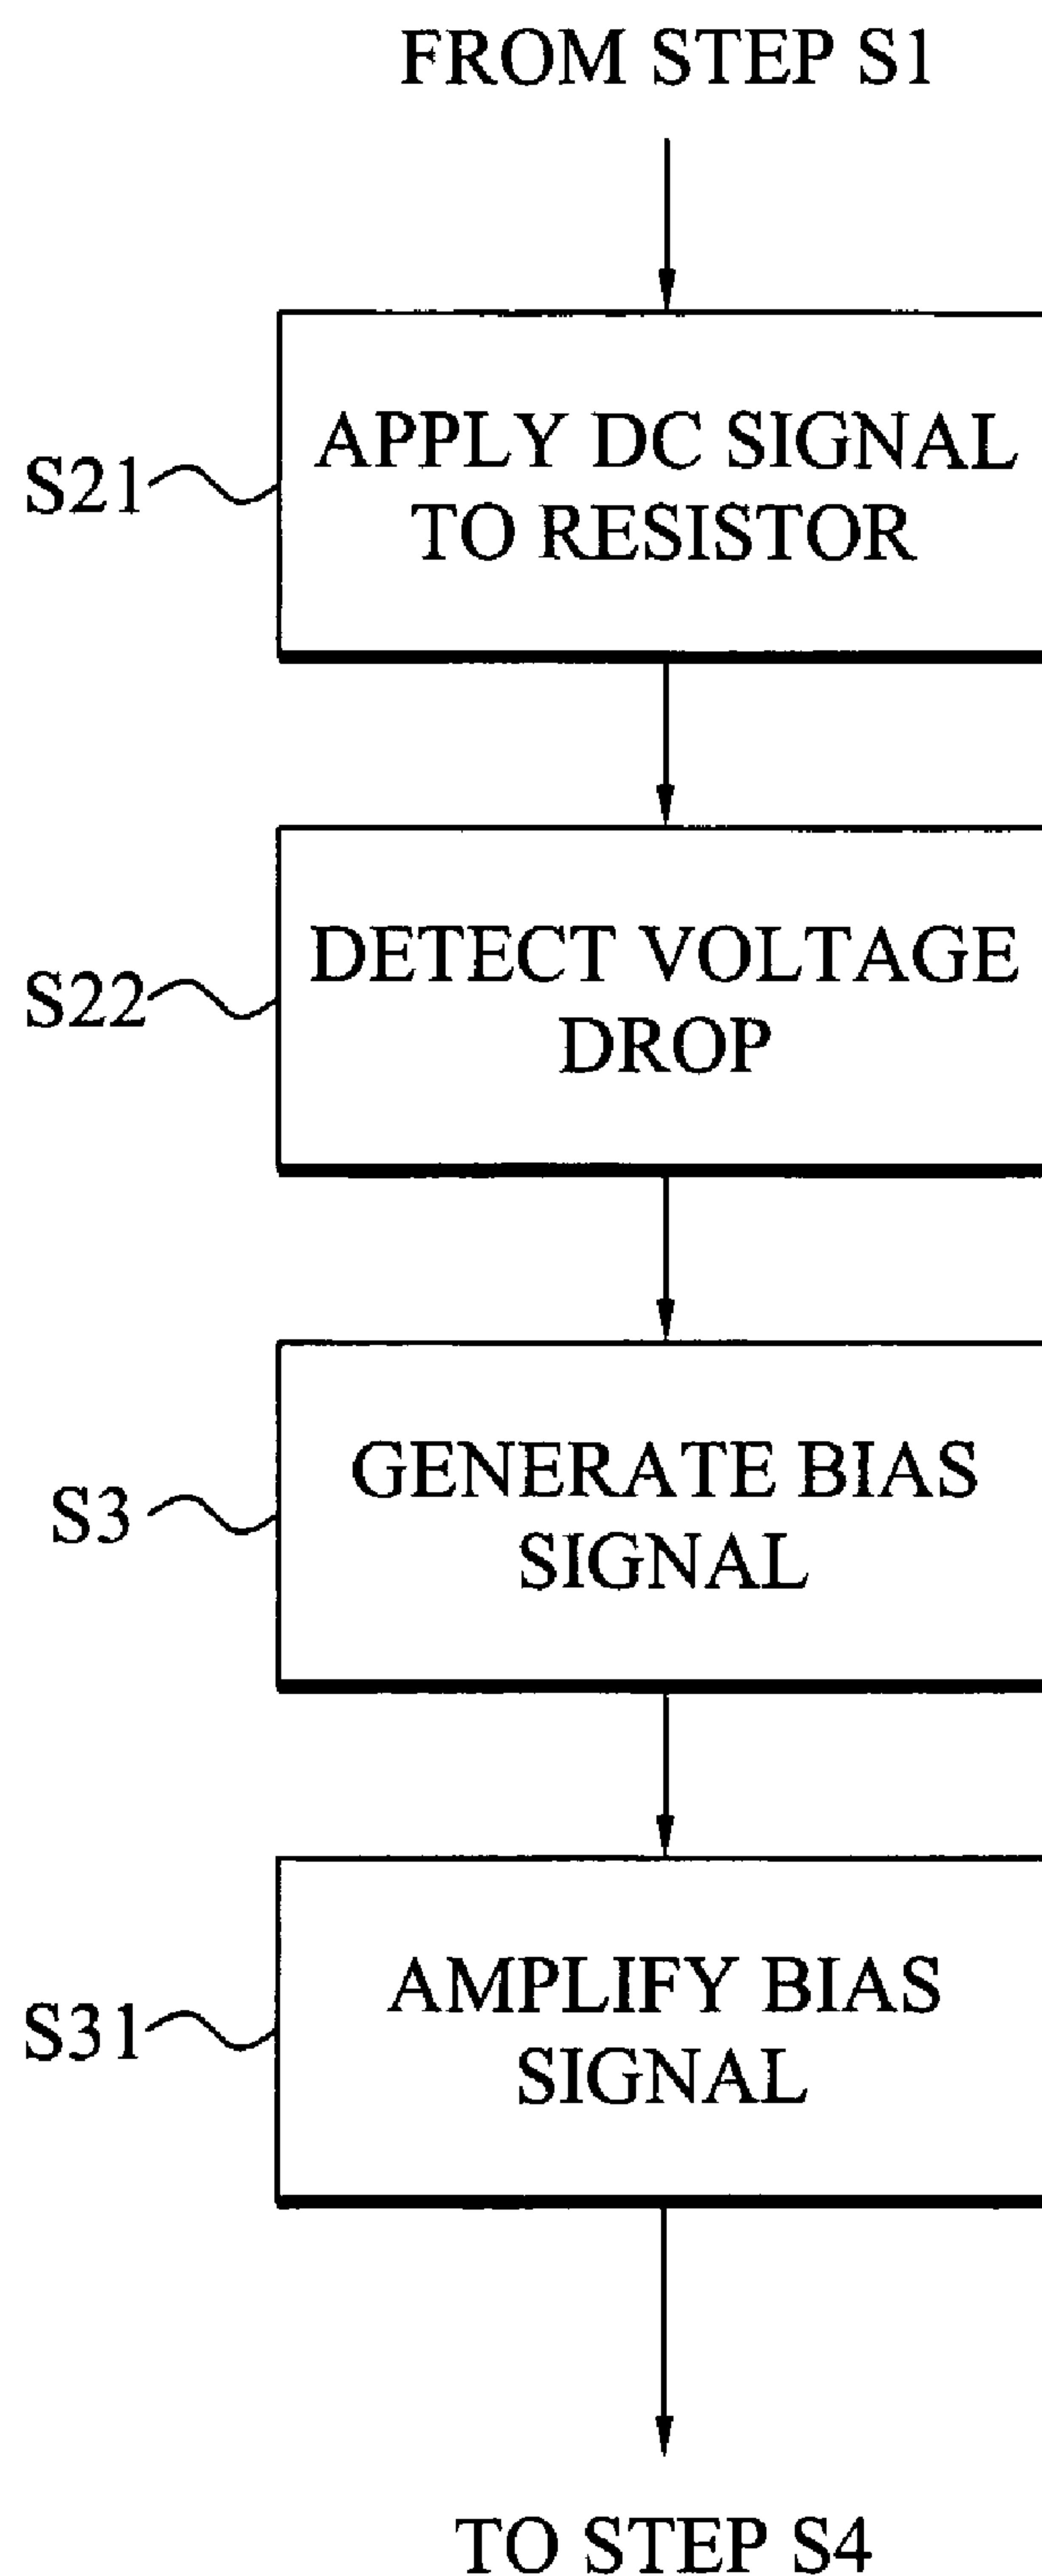 FROM STEP S1
S21
APPLY DC SIGNAL
TO RESISTOR
S22
DETECT VOLTAGE
DROP
S3
GENERATE BIAS
SIGNAL
S31
AMPLIFY BIAS
SIGNAL
TO STEP S4